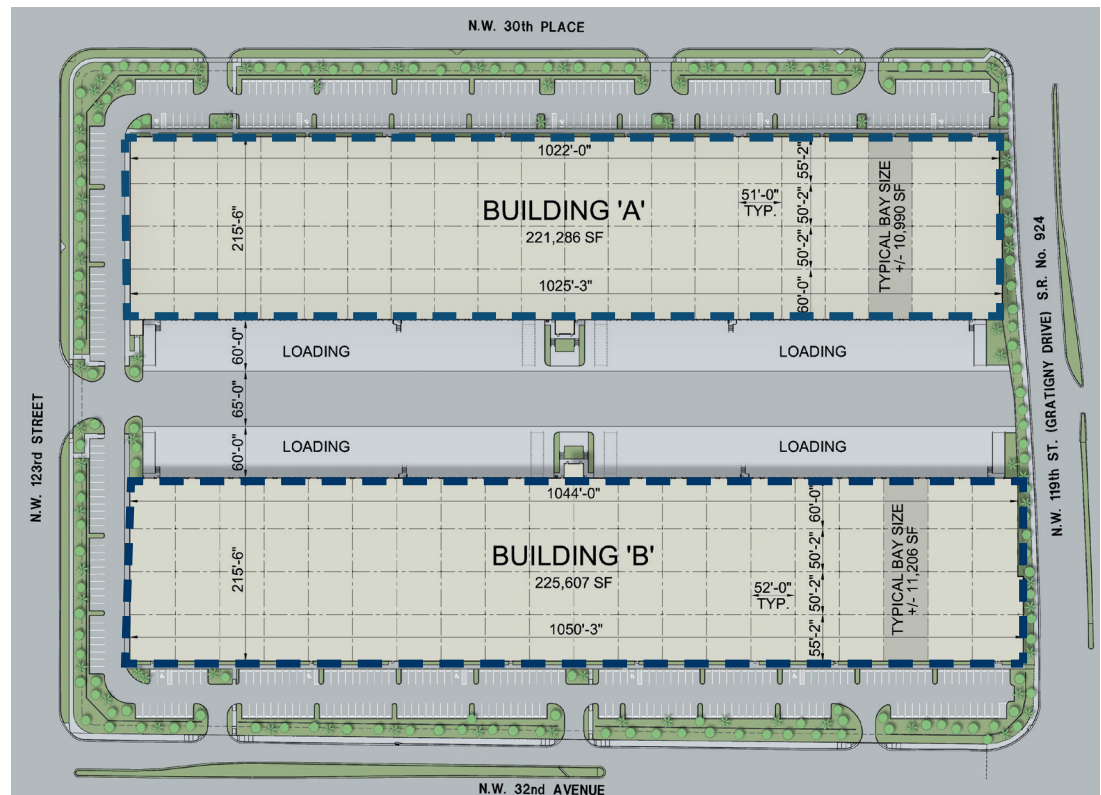 N.W. 30th PLACE
1022'-0"
55'-2"
51'-0"
TYP.
50'-2"
TYPICAL BAY SIZE
+/- 10,990 SF
BUILDING 'A'
221,286 SF
215'-6"
50'-2"
1025'-3"
60'-0"
N.W. 119th ST. (GRATIGNY DRIVE) S.R. No. 924
60'-0"
LOADING
LOADING
65'-0"
N.W. 123rd STREET
60'-0"
LOADING
LOADING
1044'-0"
60'-0"
TYPICAL BAY SIZE
+/- 11,206 SF
50'-2"
BUILDING 'B'
225,607 SF
215'-6"
52'-0"
TYP.
50'-2"
1050'-3"
55'-2"
N.W. 32nd AVENUE